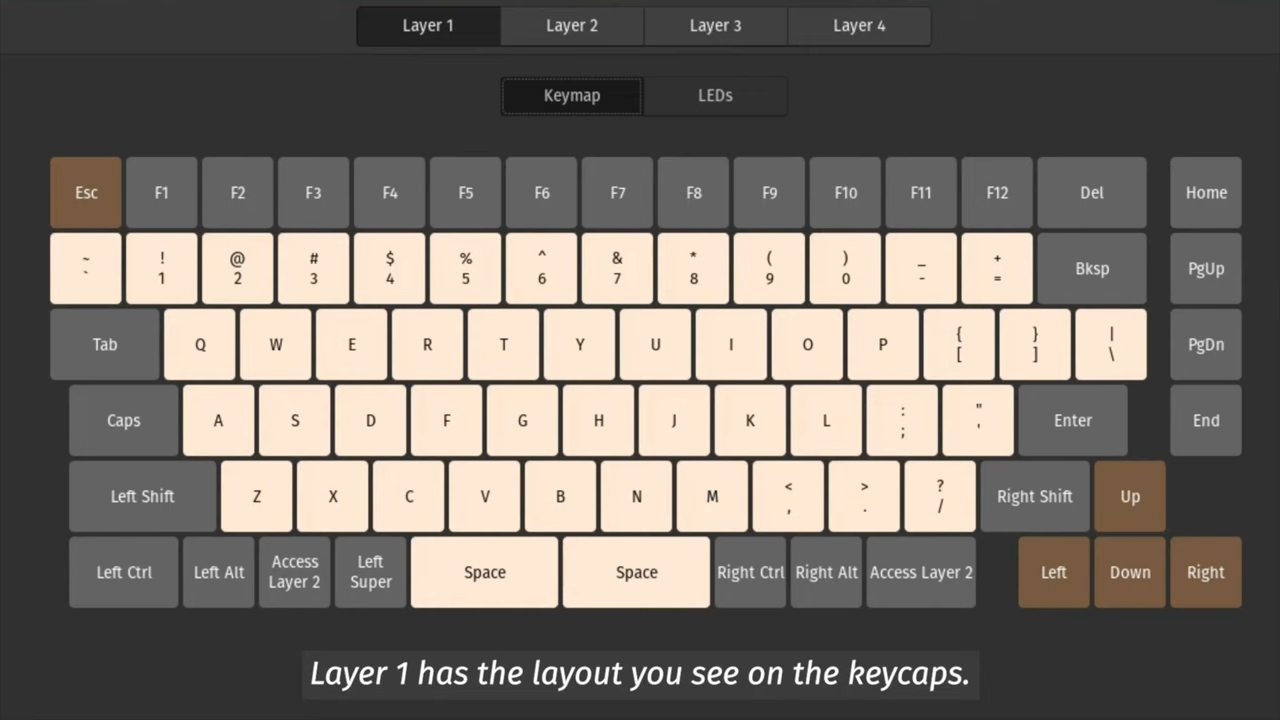 Layer 1 Layer 2 Layer 3 Layer 4
Keymap LEDs
Esc F1 F2 F3 F4 F5 F6 F7 F8 F9 F10 F11 F12 Del Home
~ ! @ # $ % ^ & * ( ) _ +
` 1 2 3 4 5 6 7 8 9 0 - = Bksp PgUp
Tab Q W E R T Y U I O P { } | PgDn
[ ] \
Caps A S D F G H J K L : " Enter End
; '
Left Shift Z X C V B N M < > ? Right Shift Up
, . /
Left Ctrl Left Alt Access Left Space Space Right Ctrl Right Alt Access Layer 2 Left Down Right
Layer 2 Super
Layer 1 has the layout you see on the keycaps.